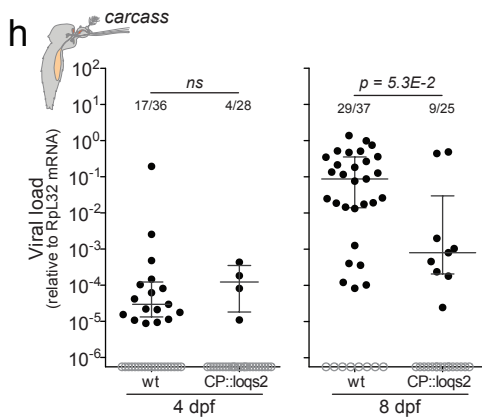 h
carcass
ns
p = 5.3E-2
17/36
4/28
29/37
9/25
Viral load
(relative to RpL32 mRNA)
10²
10¹
10⁰
10⁻¹
10⁻²
10⁻³
10⁻⁴
10⁻⁵
10⁻⁶
wt
CP::loqs2
wt
CP::loqs2
4 dpf
8 dpf